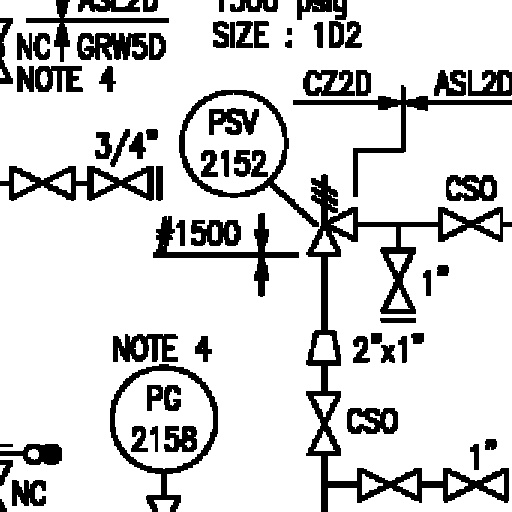 ASL2D
1500 psig
NC GRW5D
SIZE : 1D2
NOTE 4
CZ2D
ASL2D
PSV
2152
3/4"
CSO
#1500
1"
2"x1"
NOTE 4
PG
2158
CSO
1"
NC